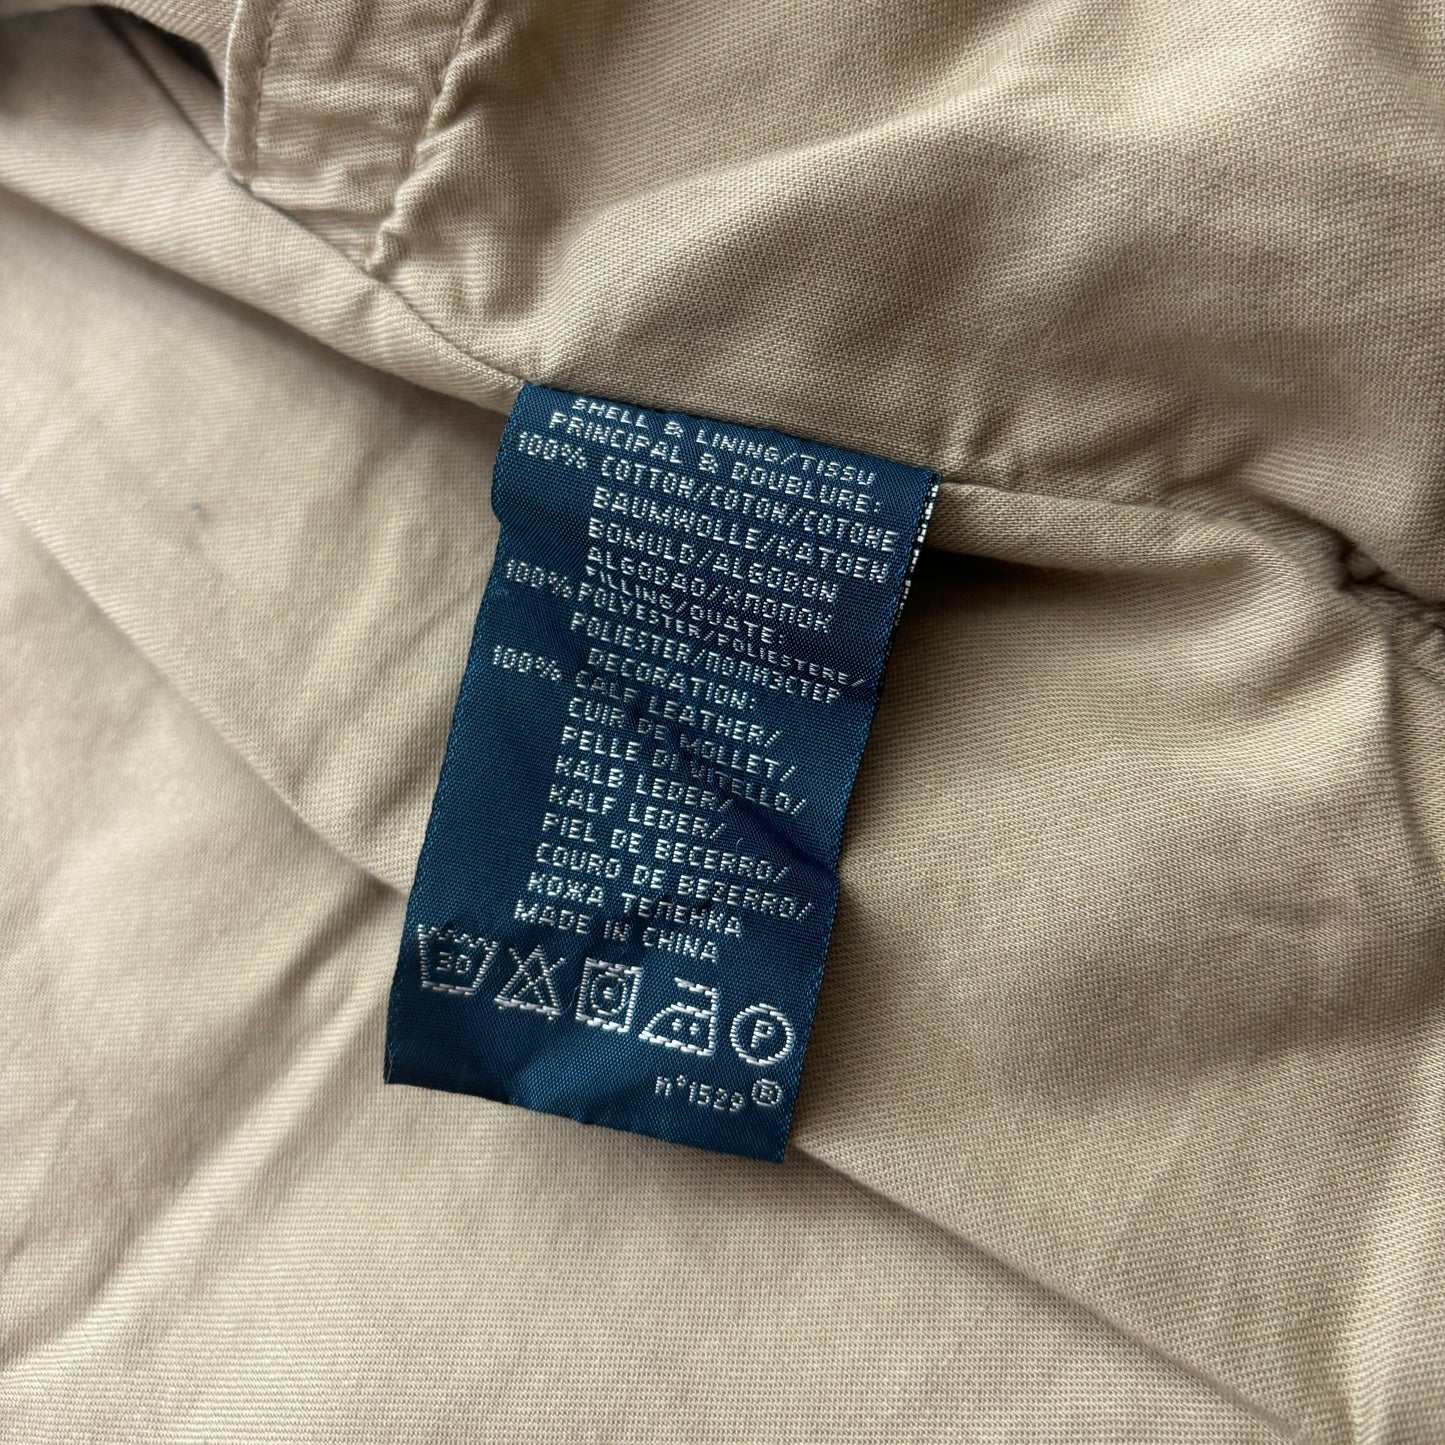 SHELL & LINING/TISSU
PRINCIPAL & DOUBLURE:
100% COTTON/COTON/COTONE
BAUMWOLLE/KATOEN
BOMULD/ALGODON
ALGODAO/ХЛОПОК
FILLING/OUATE:
100% POLYESTER/POLIESTERE/
POLIESTER/ПОЛИЭСТЕР
DECORATION:
100% CALF LEATHER/
CUIR DE MOLLET/
PELLE DI VITELLO/
KALB LEDER/
KALF LEDER/
PIEL DE BECERRO/
COURO DE BEZERRO/
КОЖА ТЕЛЕНКА
MADE IN CHINA
30
P
n°1529 ®